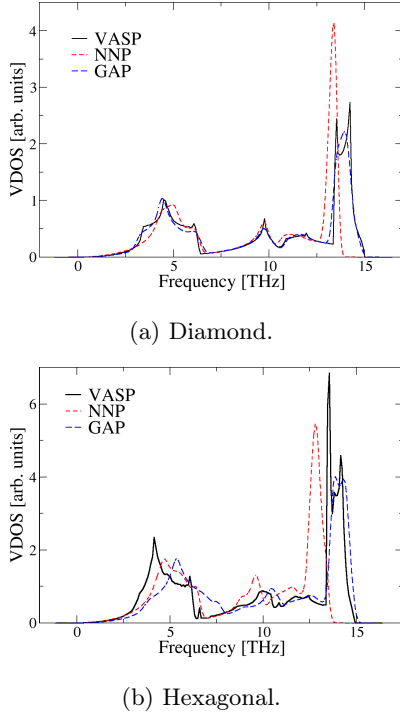 VDOS [arb. units]
4
3
2
1
0
VASP
NNP
GAP
0
5
10
15
Frequency [THz]
(a) Diamond.
VDOS [arb. units]
6
4
2
0
VASP
NNP
GAP
0
5
10
15
Frequency [THz]
(b) Hexagonal.